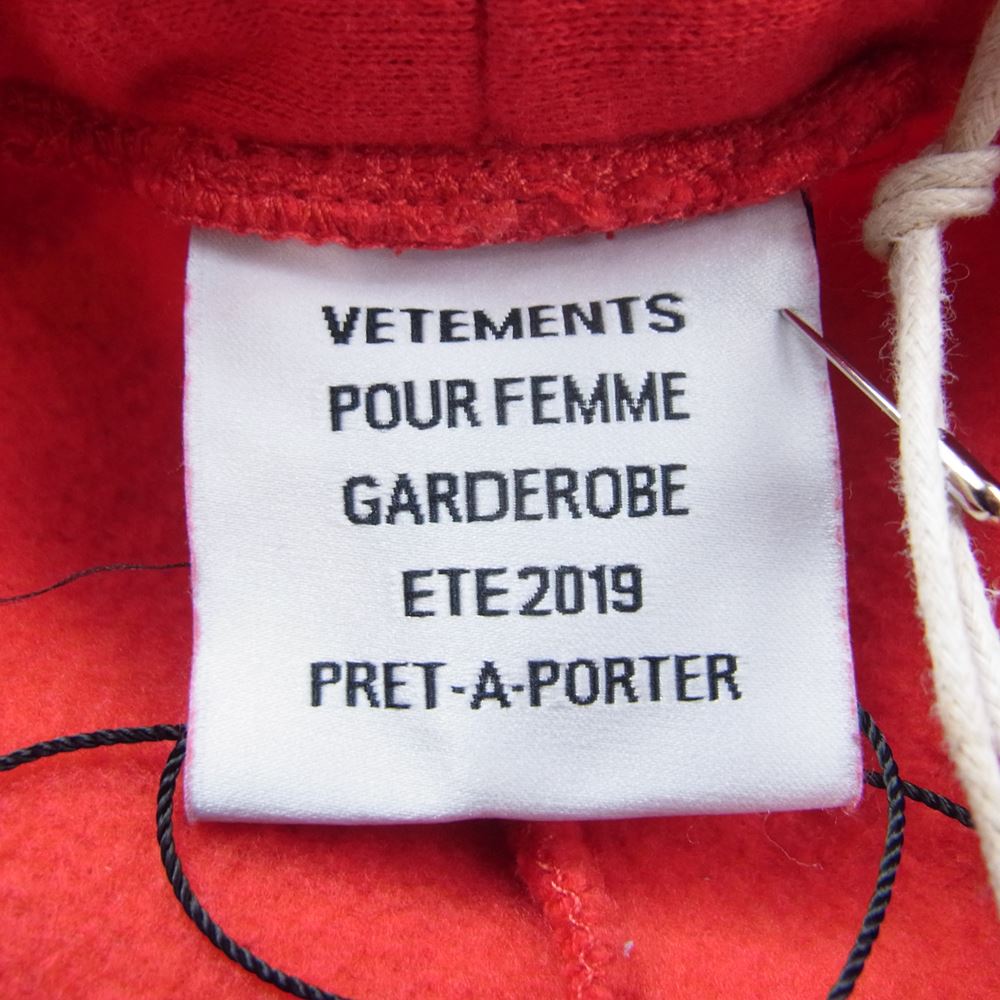 VETEMENTS
POUR FEMME
GARDEROBE
ETE 2019
PRET-A-PORTER